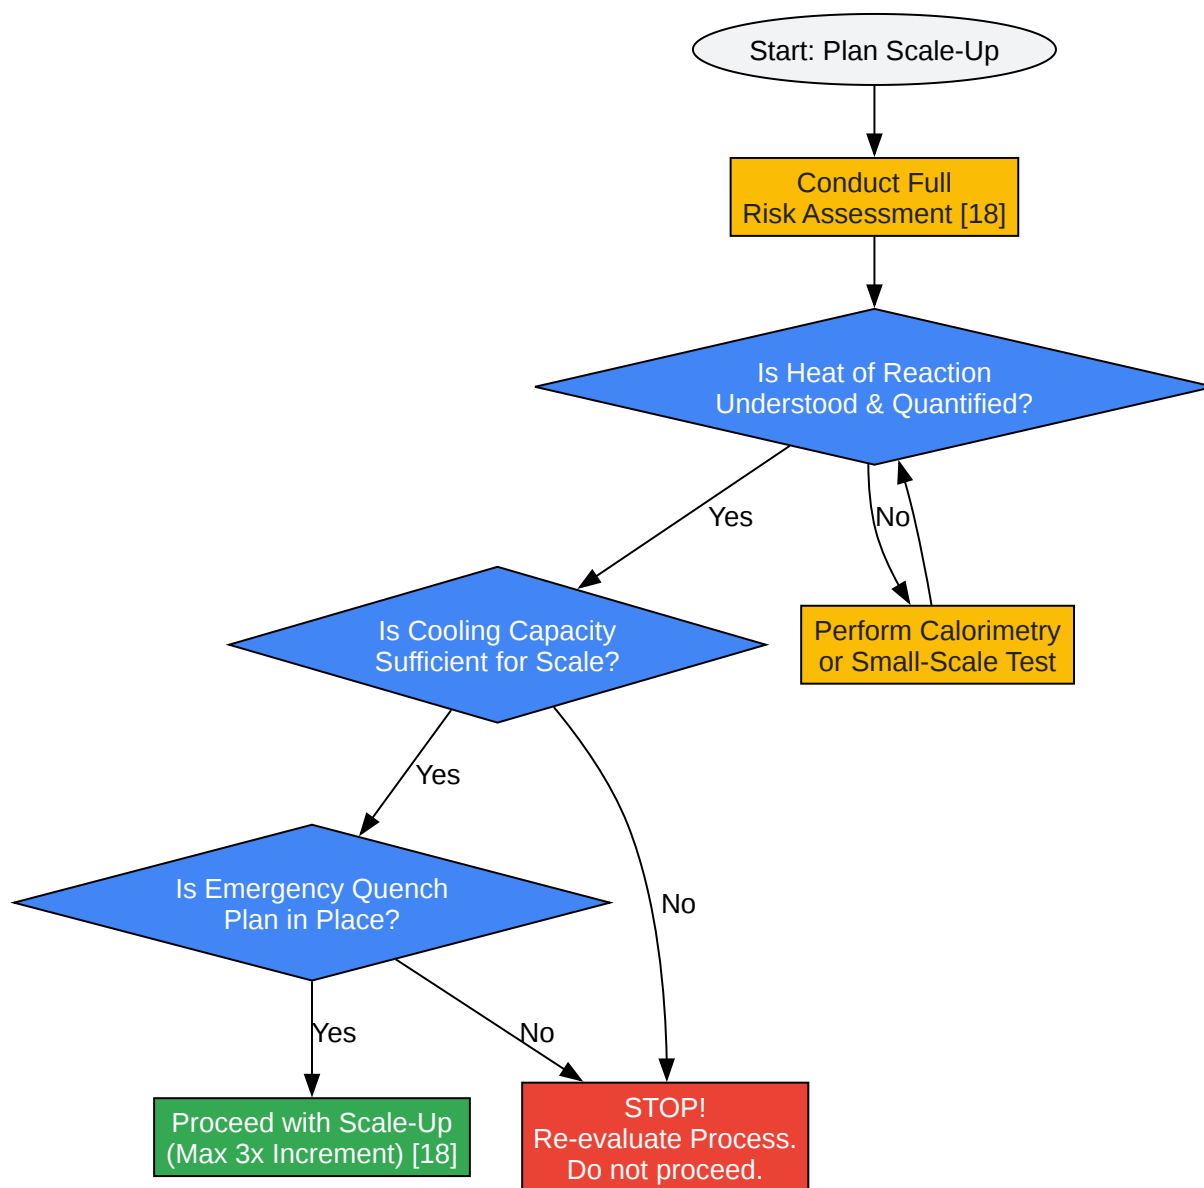 Start: Plan Scale-Up
Conduct Full
Risk Assessment [18]
Is Heat of Reaction
Understood & Quantified?
Yes
No
Is Cooling Capacity
Sufficient for Scale?
Perform Calorimetry
or Small-Scale Test
Yes
No
Is Emergency Quench
Plan in Place?
Yes
No
Proceed with Scale-Up
(Max 3x Increment) [18]
STOP!
Re-evaluate Process.
Do not proceed.